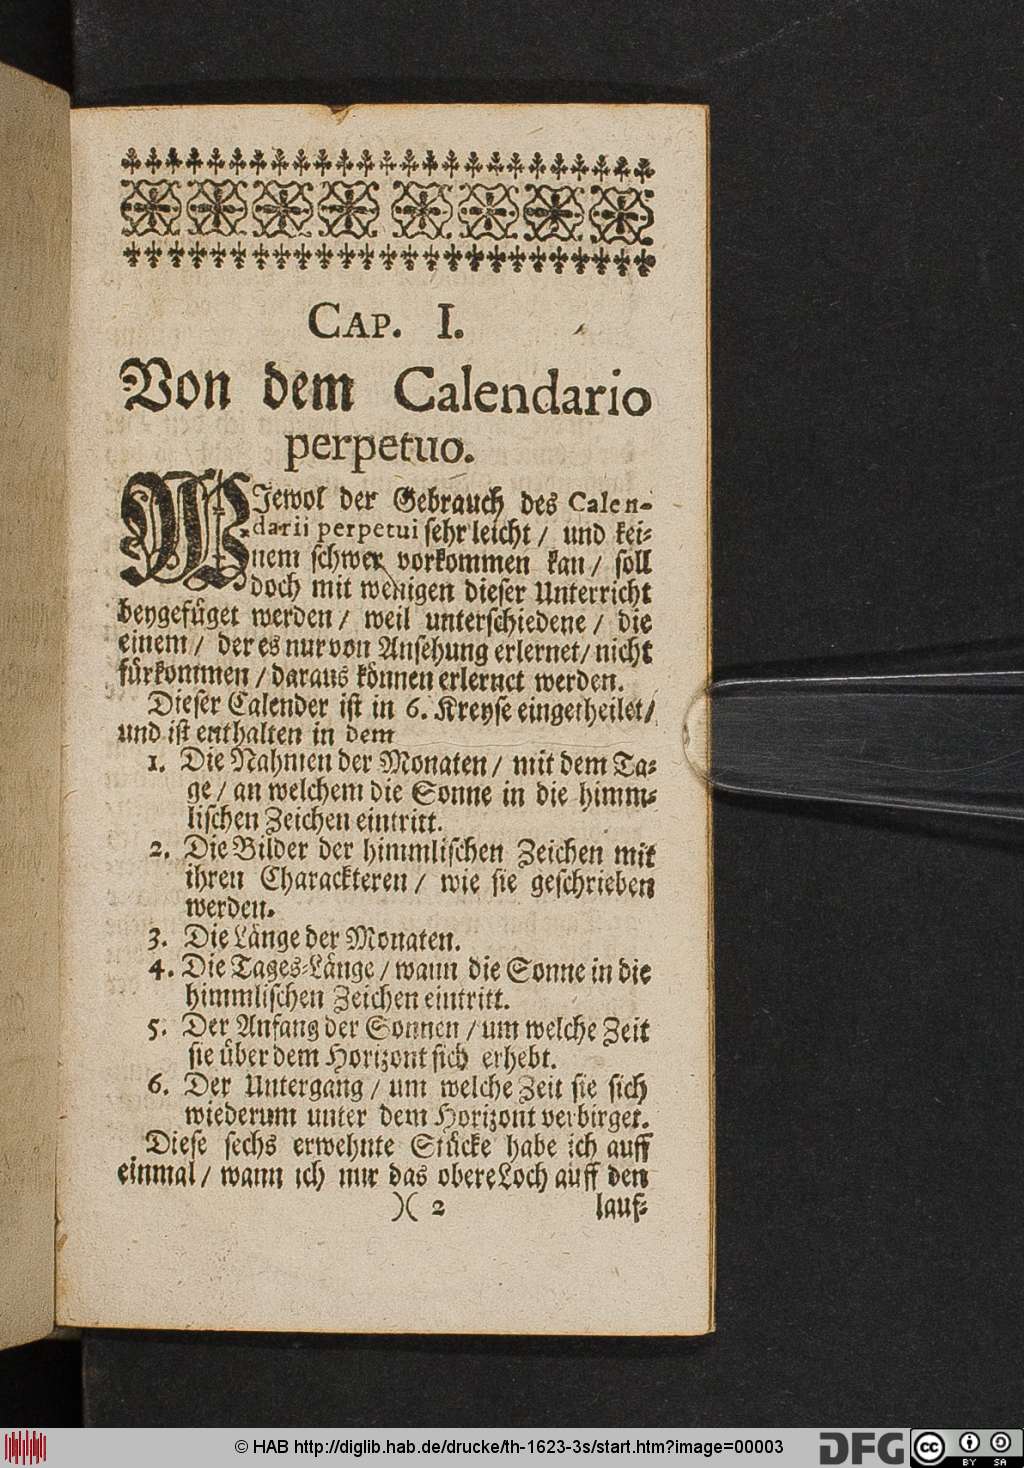 CAP. I.
Von dem Calendario
perpetuo.
WJewol der Gebrauch des Calen-
darii perpetui sehr leicht / und kei-
nem schwer vorkommen kan / soll
doch mit wenigen dieser Unterricht
beygefüget werden / weil unterschiedene / die
einem / der es nur von Ansehung erlernet / nicht
fürkommen / daraus können erlernet werden.
Dieser Calender ist in 6. Kreyse eingetheilet /
und ist enthalten in dem
1. Die Nahmen der Monaten / mit dem Ta-
ge / an welchem die Sonne in die himm-
lischen Zeichen eintritt.
2. Die Bilder der himmlischen Zeichen mit
ihren Charackteren / wie sie geschrieben
werden.
3. Die Länge der Monaten.
4. Die Tages-Länge / wann die Sonne in die
himmlischen Zeichen eintritt.
5. Der Anfang der Sonnen / um welche Zeit
sie über dem Horizont sich erhebt.
6. Der Untergang / um welche Zeit sie sich
wiederum unter dem Horizont verbirget.
Diese sechs erwehnte Stücke habe ich auff
einmal / wann ich nur das obere Loch auff den
)( 2 lauf-
© HAB http://diglib.hab.de/drucke/th-1623-3s/start.htm?image=00003
DFG cc BY SA